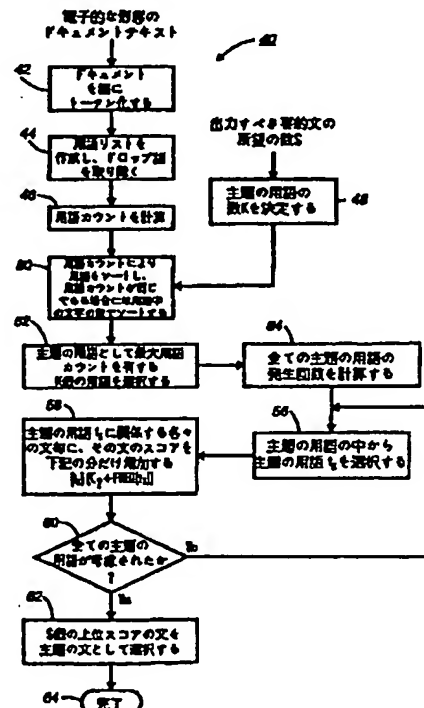 電子的な形態の
ドキュメントテキスト
40
42
ドキュメント
を語に
トークン化する
44
用語リストを
作成し、ドロップ語
を取り除く
出力すべき要約文の
所望の数S
46
用語カウントを計算
主題の用語の
数Kを決定する
48
50
用語カウントにより
用語をソートし、
用語カウントが同じ
である場合には用語中
の文字の数でソートする
52
主題の用語として最大用語
カウントを有する
K個の用語を選択する
54
全ての主題の用語の
発生回数を計算する
56
主題の用語の中から
主題の用語tsを選択する
58
主題の用語tsに関係する各々
の文毎に、その文のスコアを
下記の分だけ増加する
60
全ての主題の
用語が考慮されたか
?
No
Yes
62
S個の上位スコアの文を
主題の文として選択する
64
完了